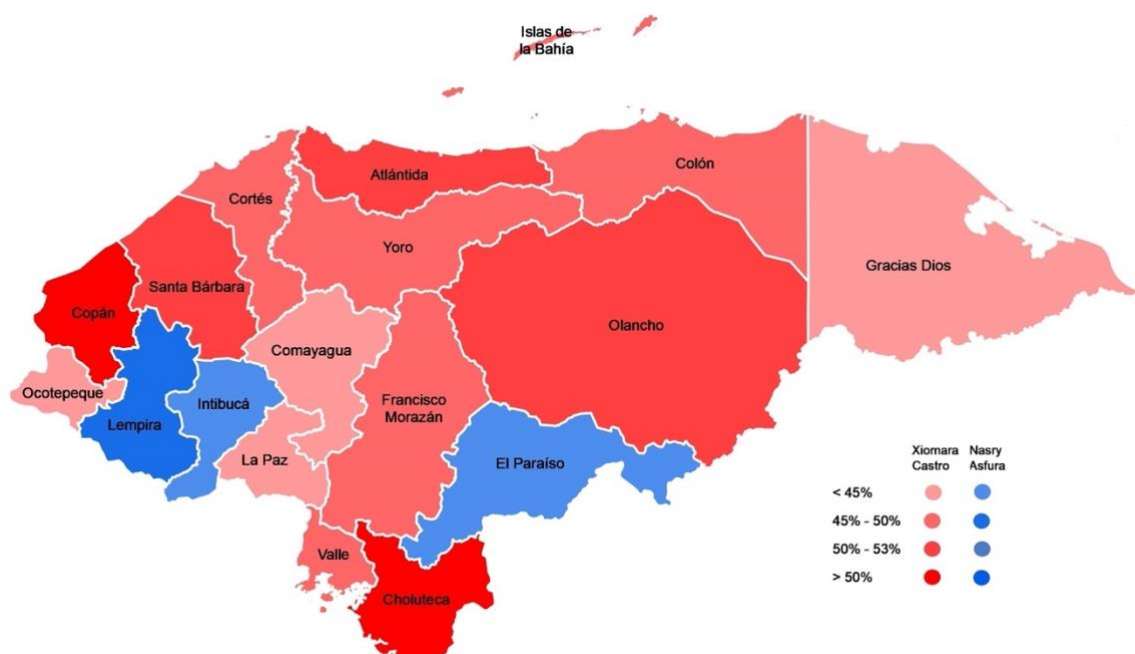 Islas de
la Bahía
Atlántida
Colón
Cortés
Yoro
Gracias Dios
Santa Bárbara
Copán
Olancho
Comayagua
Ocotepeque
Intibucá
Francisco
Morazán
Lempira
La Paz
El Paraíso
Valle
Choluteca
Xiomara Nasry
Castro Asfura
< 45%
45% - 50%
50% - 53%
> 50%